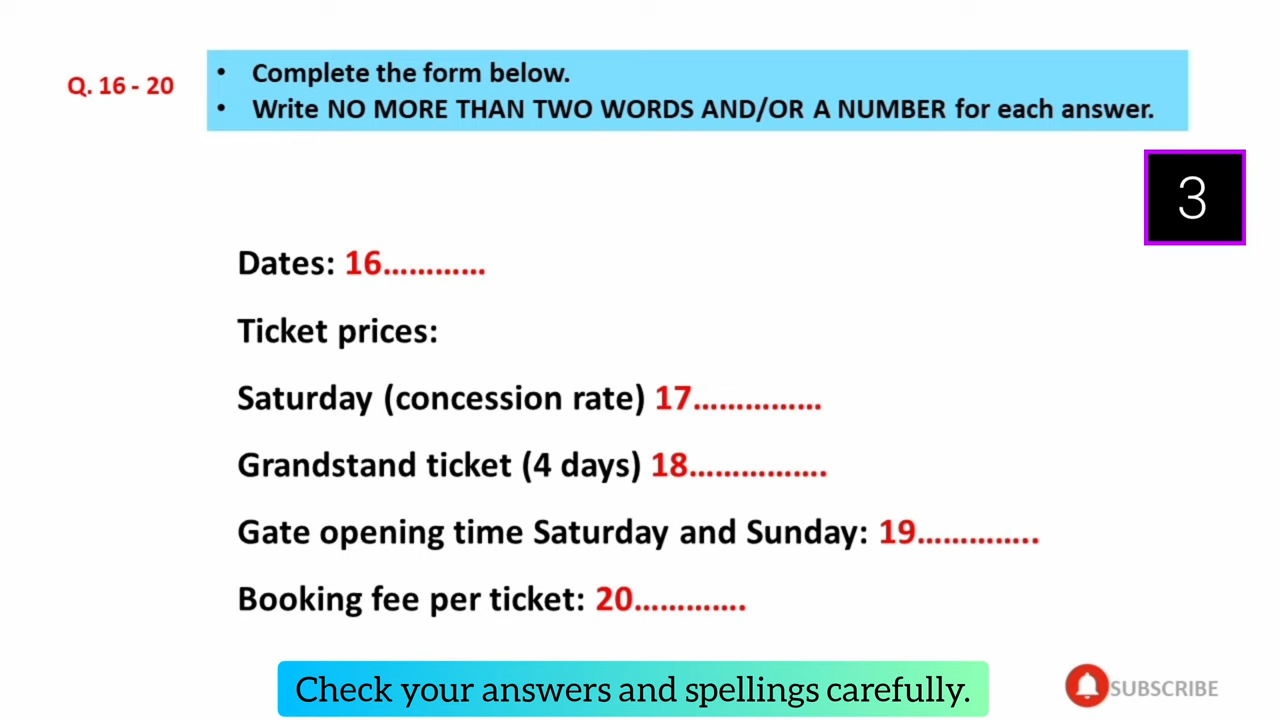 Q. 16 - 20
• Complete the form below.
• Write NO MORE THAN TWO WORDS AND/OR A NUMBER for each answer.
3
Dates: 16…………
Ticket prices:
Saturday (concession rate) 17……………
Grandstand ticket (4 days) 18…………….
Gate opening time Saturday and Sunday: 19…………..
Booking fee per ticket: 20………….
Check your answers and spellings carefully.
SUBSCRIBE